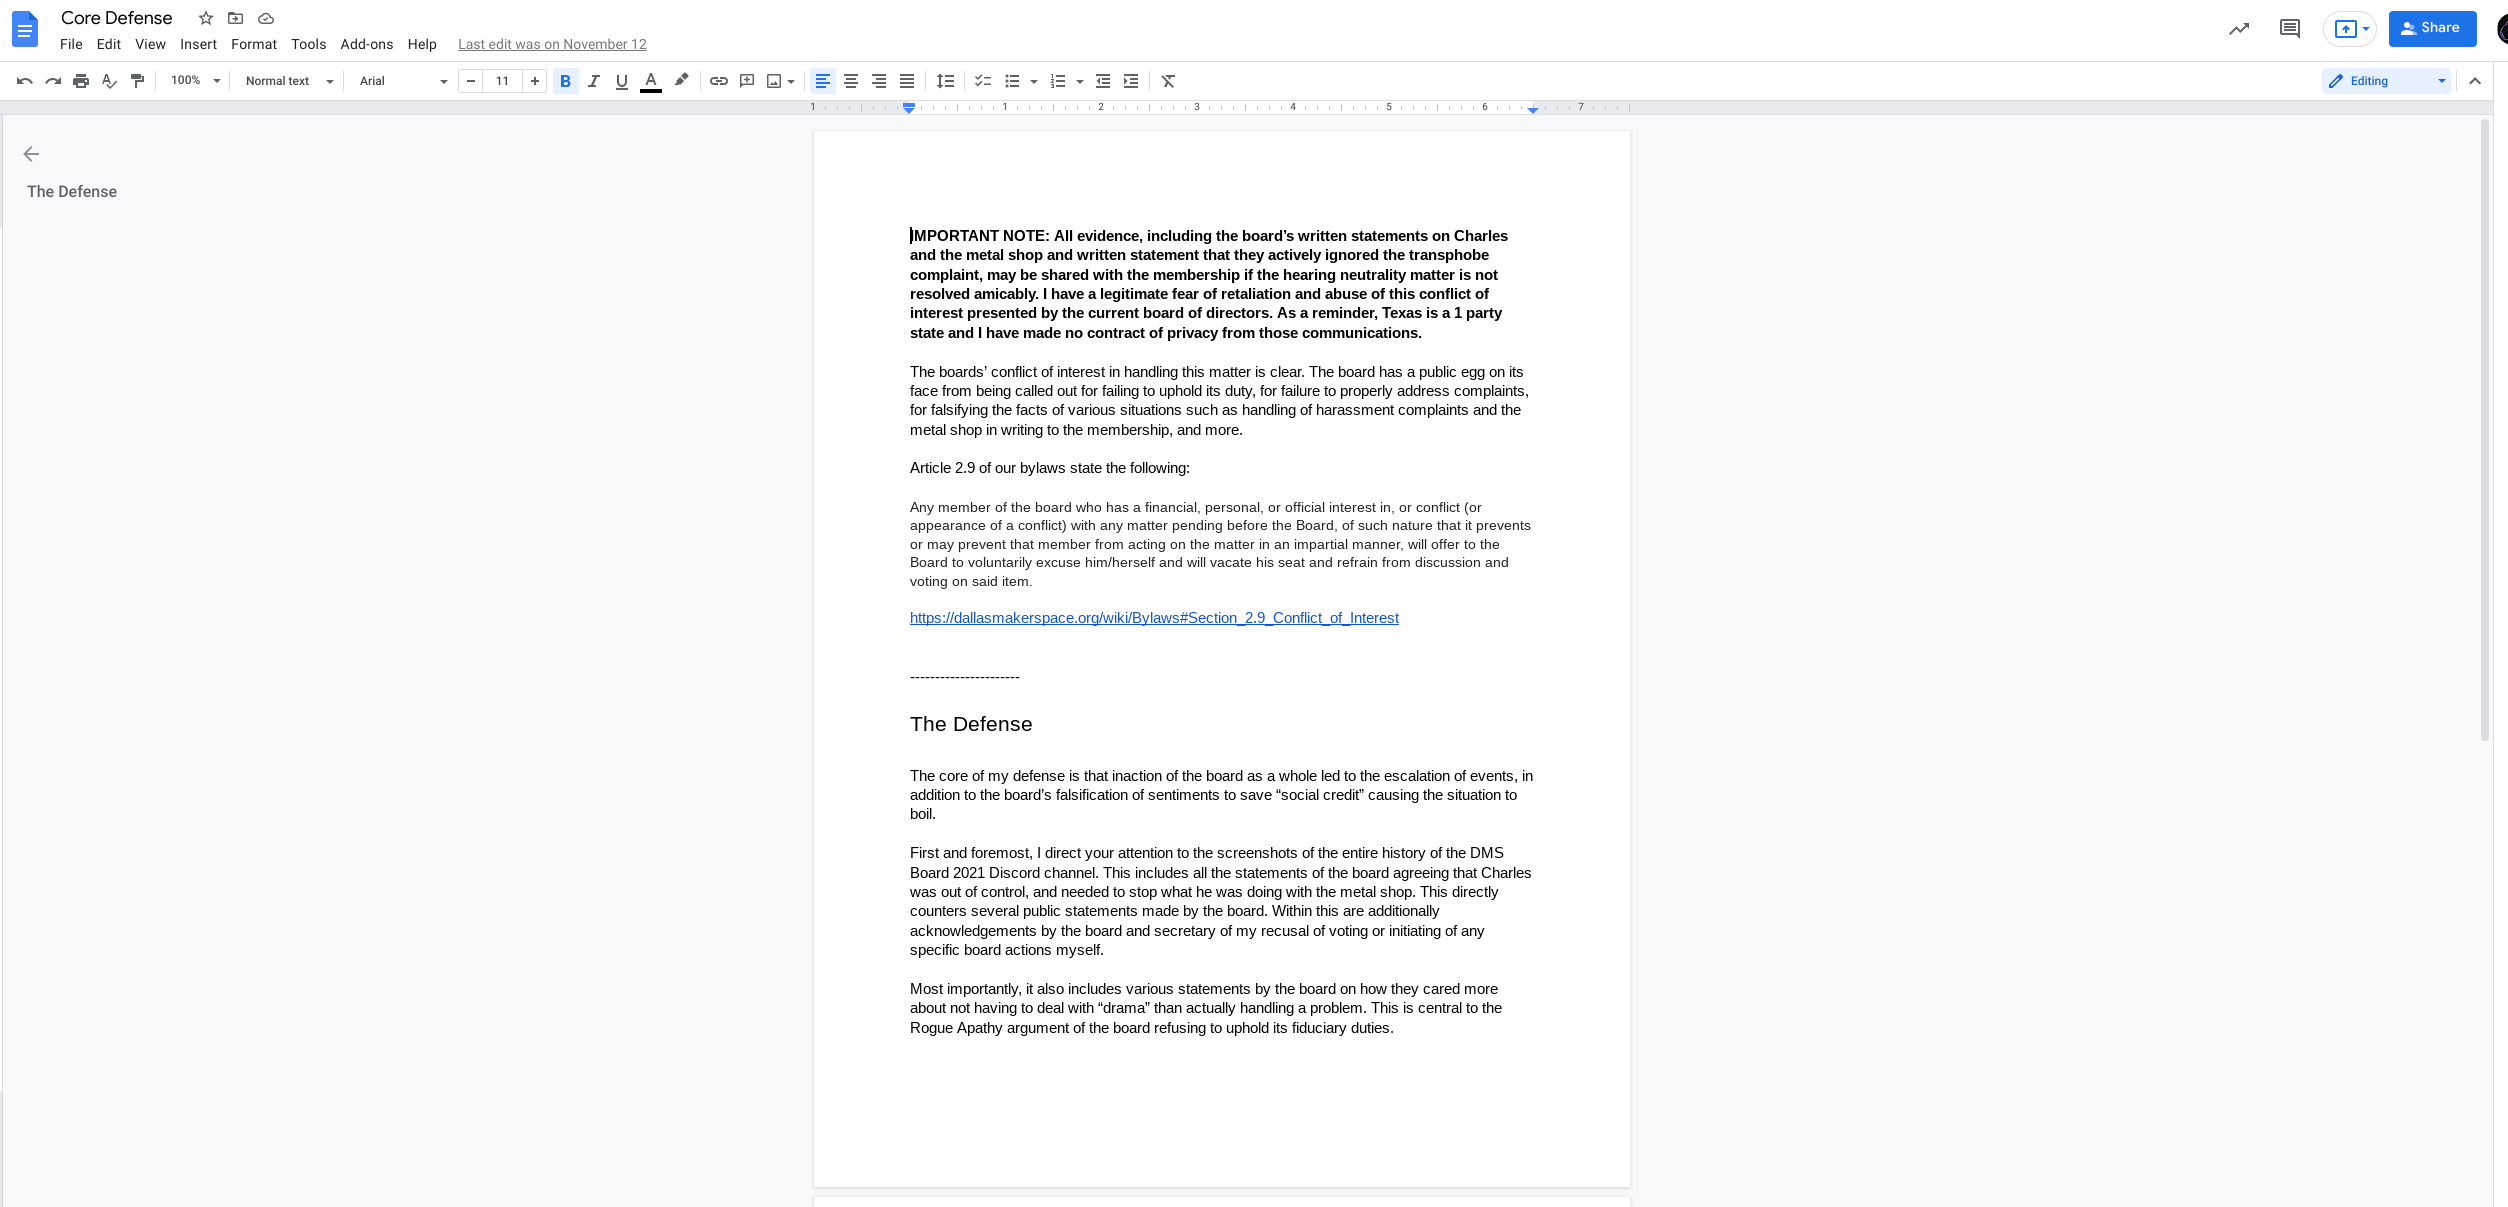 Core Defense
File Edit View Insert Format Tools Add-ons Help Last edit was on November 12
Share
100% Normal text Arial 11 B I U A
Editing
1 1 2 3 4 5 6 7
The Defense
IMPORTANT NOTE: All evidence, including the board’s written statements on Charles
and the metal shop and written statement that they actively ignored the transphobe
complaint, may be shared with the membership if the hearing neutrality matter is not
resolved amicably. I have a legitimate fear of retaliation and abuse of this conflict of
interest presented by the current board of directors. As a reminder, Texas is a 1 party
state and I have made no contract of privacy from those communications.
The boards’ conflict of interest in handling this matter is clear. The board has a public egg on its
face from being called out for failing to uphold its duty, for failure to properly address complaints,
for falsifying the facts of various situations such as handling of harassment complaints and the
metal shop in writing to the membership, and more.
Article 2.9 of our bylaws state the following:
Any member of the board who has a financial, personal, or official interest in, or conflict (or
appearance of a conflict) with any matter pending before the Board, of such nature that it prevents
or may prevent that member from acting on the matter in an impartial manner, will offer to the
Board to voluntarily excuse him/herself and will vacate his seat and refrain from discussion and
voting on said item.
https://dallasmakerspace.org/wiki/Bylaws#Section_2.9_Conflict_of_Interest
----------------------
The Defense
The core of my defense is that inaction of the board as a whole led to the escalation of events, in
addition to the board’s falsification of sentiments to save “social credit” causing the situation to
boil.
First and foremost, I direct your attention to the screenshots of the entire history of the DMS
Board 2021 Discord channel. This includes all the statements of the board agreeing that Charles
was out of control, and needed to stop what he was doing with the metal shop. This directly
counters several public statements made by the board. Within this are additionally
acknowledgements by the board and secretary of my recusal of voting or initiating of any
specific board actions myself.
Most importantly, it also includes various statements by the board on how they cared more
about not having to deal with “drama” than actually handling a problem. This is central to the
Rogue Apathy argument of the board refusing to uphold its fiduciary duties.